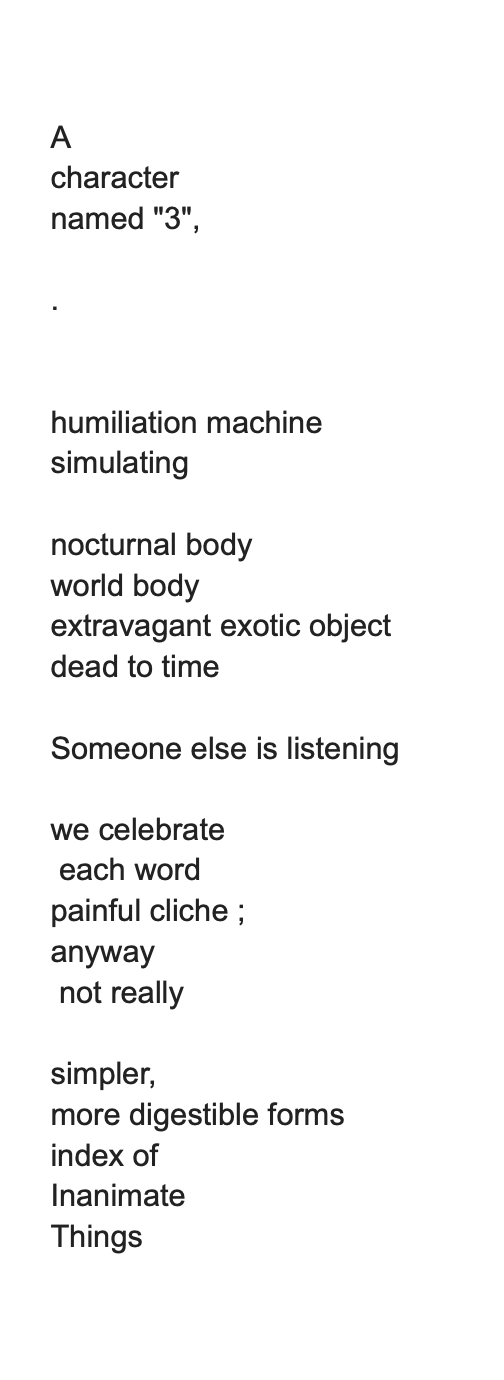 A
character
named "3",
.
humiliation machine
simulating
nocturnal body
world body
extravagant exotic object
dead to time
Someone else is listening
we celebrate
each word
painful cliche ;
anyway
not really
simpler,
more digestible forms
index of
Inanimate
Things